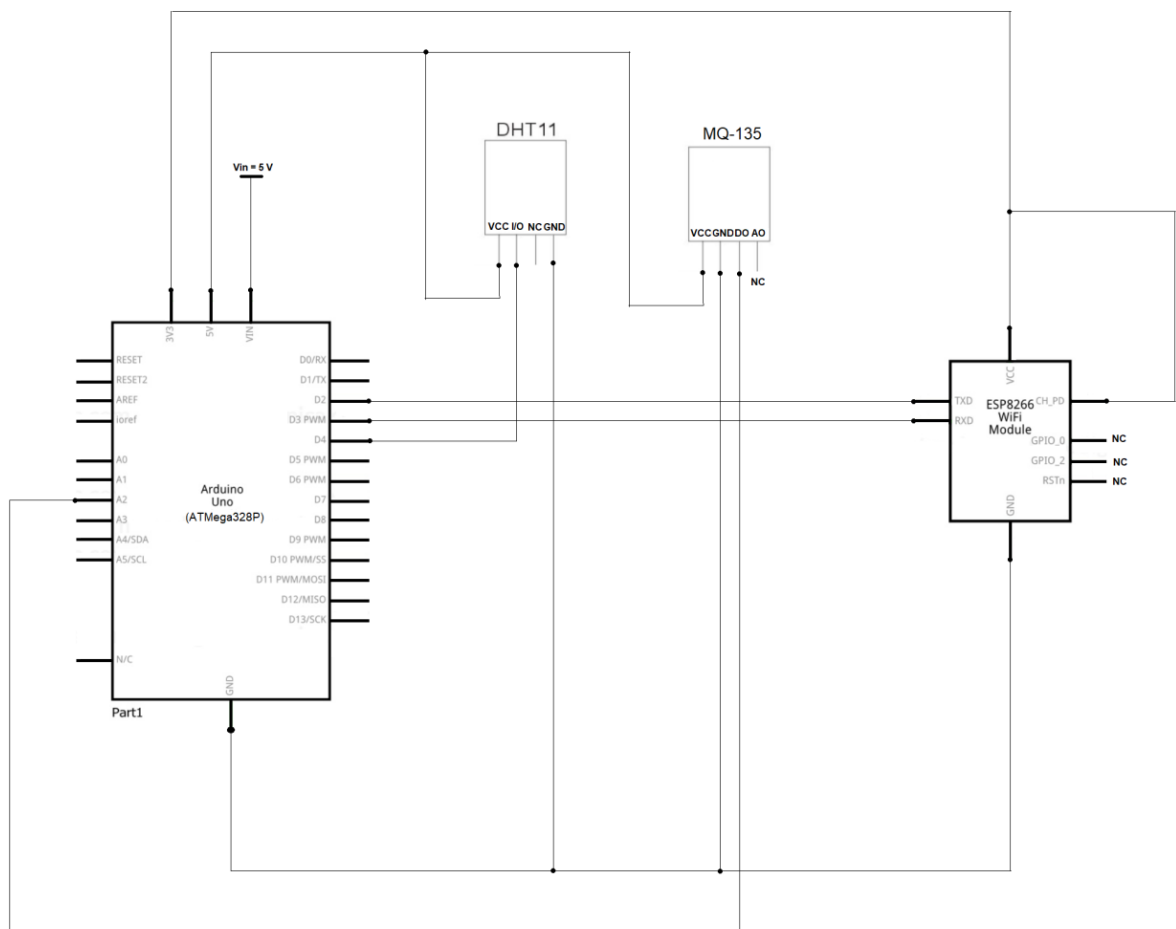 DHT11
MQ-135
Vin = 5 V
VCC I/O NC GND
VCC GND DO AO
NC
3V3
5V
VIN
RESET
RESET2
AREF
ioref
A0
A1
A2
A3
A4/SDA
A5/SCL
N/C
Arduino
Uno
(ATMega328P)
D0/RX
D1/TX
D2
D3 PWM
D4
D5 PWM
D6 PWM
D7
D8
D9 PWM
D10 PWM/SS
D11 PWM/MOSI
D12/MISO
D13/SCK
GND
Part1
VCC
TXD
RXD
ESP8266
WiFi
Module
CH_PD
GPIO_0
NC
GPIO_2
NC
RSTn
NC
GND